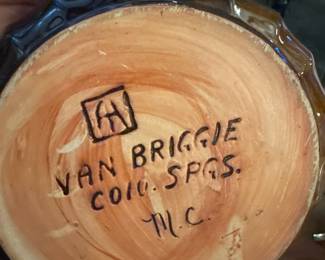 AA
VAN BRIGGLE
COLO. SPGS.
M.C.